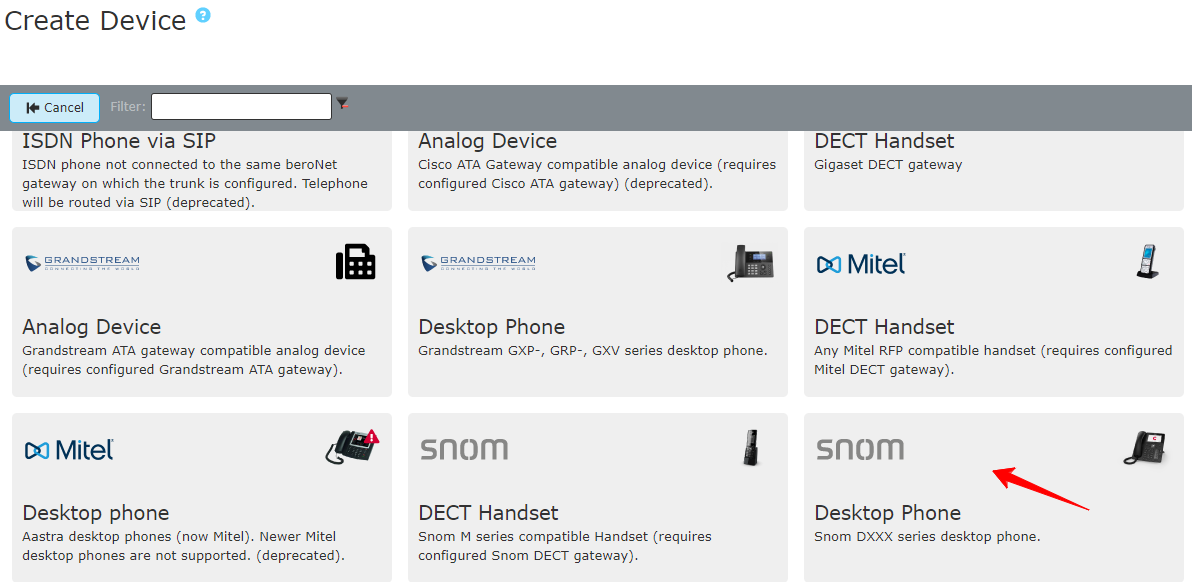 Create Device ?
Cancel
Filter:
ISDN Phone via SIP
ISDN phone not connected to the same beroNet
gateway on which the trunk is configured. Telephone
will be routed via SIP (deprecated).
Analog Device
Cisco ATA Gateway compatible analog device (requires
configured Cisco ATA gateway) (deprecated).
DECT Handset
Gigaset DECT gateway
GRANDSTREAM
CONNECTING THE WORLD
Analog Device
Grandstream ATA gateway compatible analog device
(requires configured Grandstream ATA gateway).
GRANDSTREAM
CONNECTING THE WORLD
Desktop Phone
Grandstream GXP-, GRP-, GXV series desktop phone.
Mitel
DECT Handset
Any Mitel RFP compatible handset (requires configured
Mitel DECT gateway).
Mitel
Desktop phone
Aastra desktop phones (now Mitel). Newer Mitel
desktop phones are not supported. (deprecated).
snom
DECT Handset
Snom M series compatible Handset (requires
configured Snom DECT gateway).
snom
Desktop Phone
Snom DXXX series desktop phone.